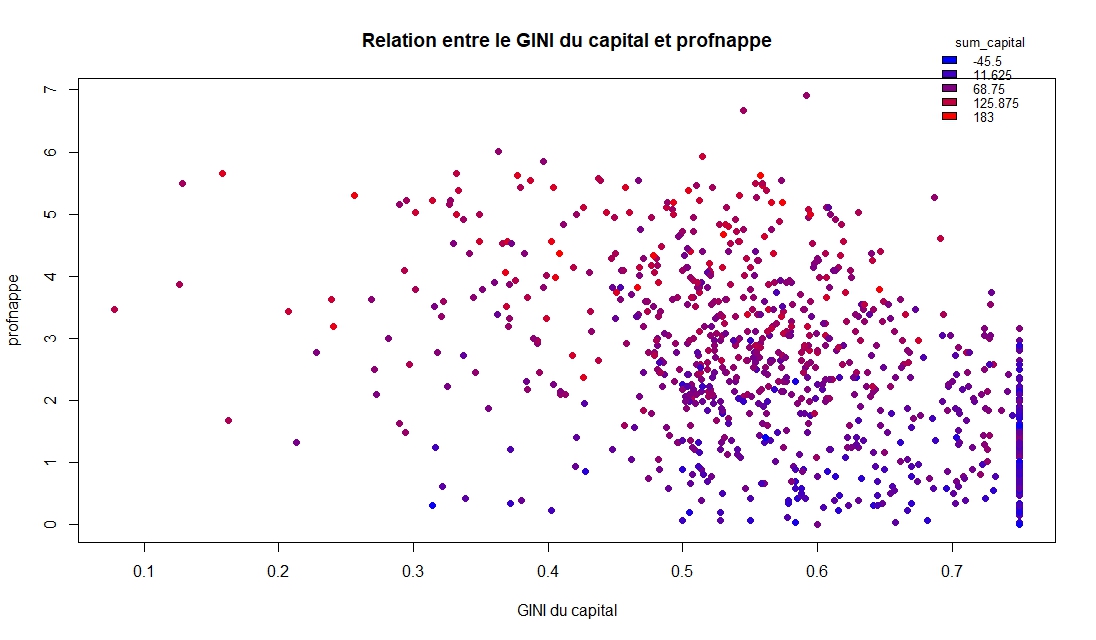 Relation entre le GINI du capital et profnappe
sum_capital
-45.5
11.625
68.75
125.875
183
profnappe
7
6
5
4
3
2
1
0
0.1 0.2 0.3 0.4 0.5 0.6 0.7
GINI du capital